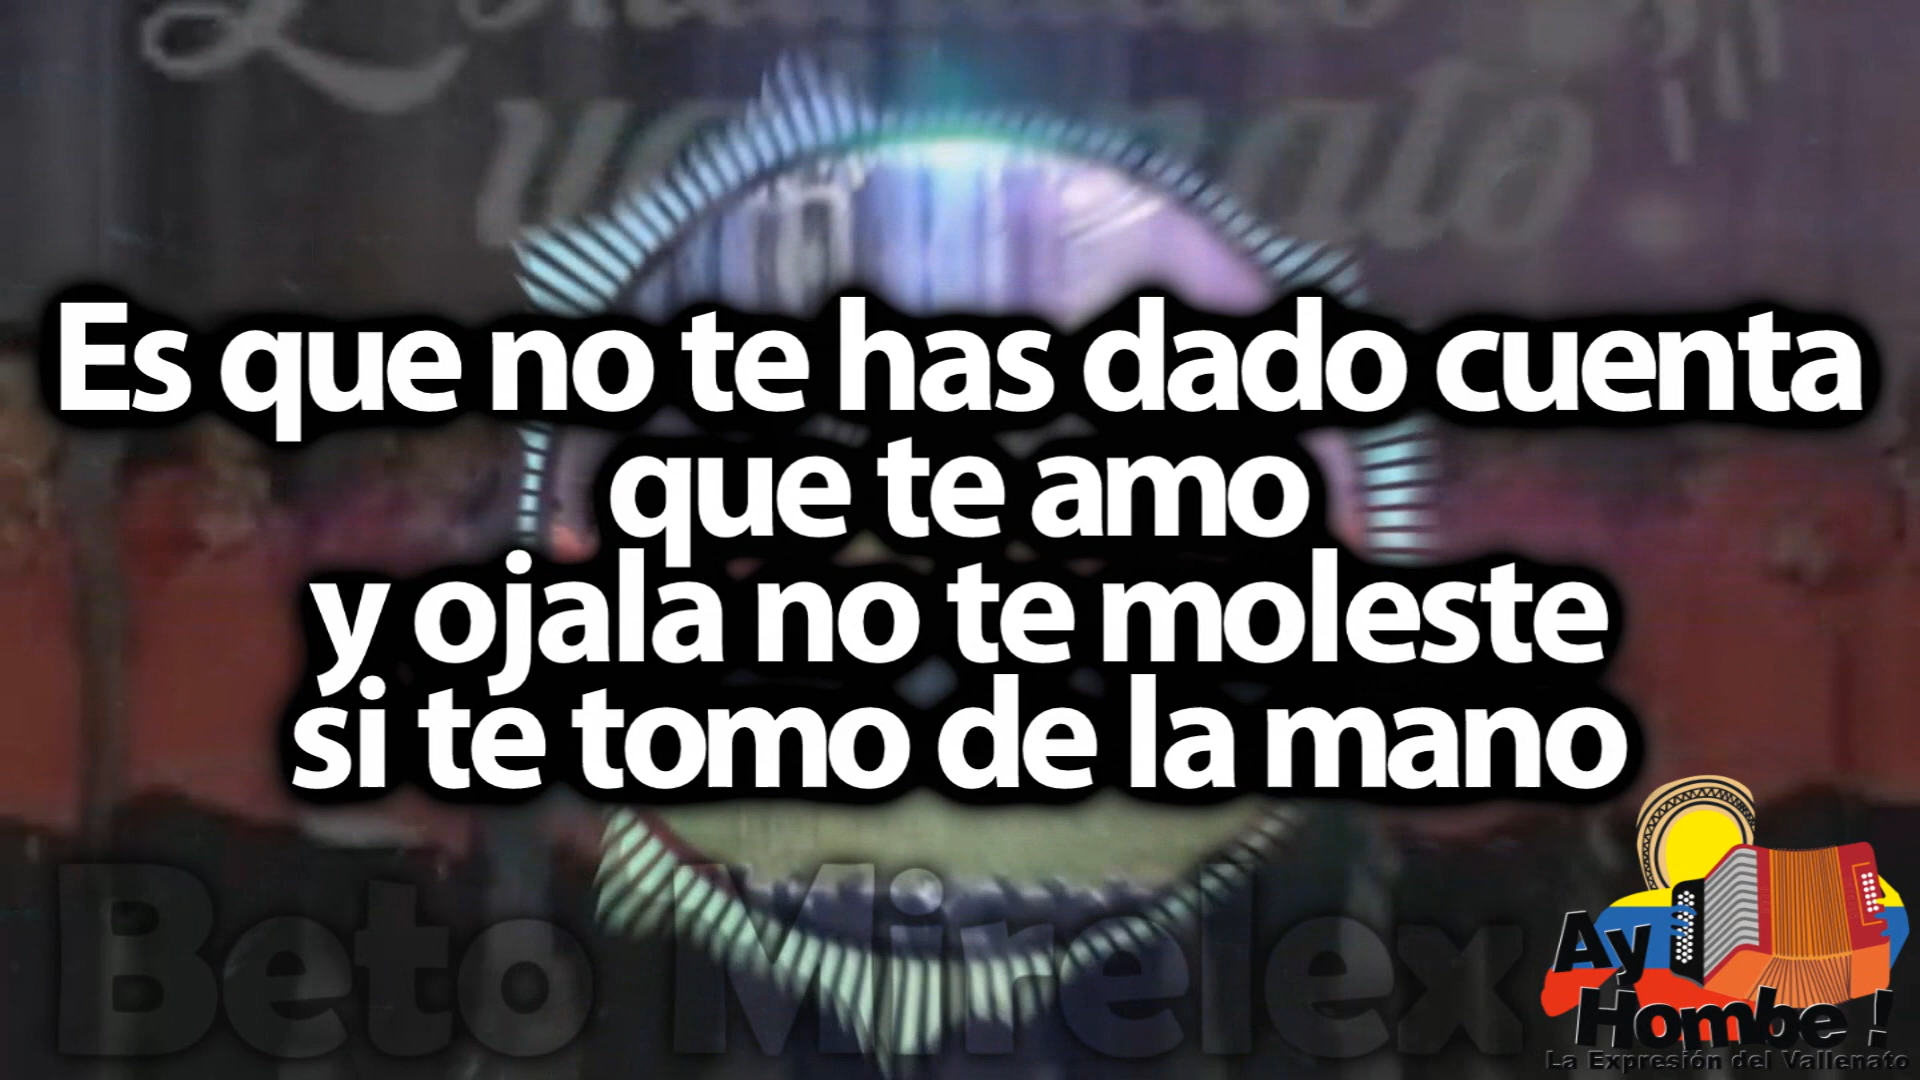 Es que no te has dado cuenta
que te amo
y ojala no te moleste
si te tomo de la mano
Beto Mirelex
Ay
Hombe !
La Expresión del Vallenato